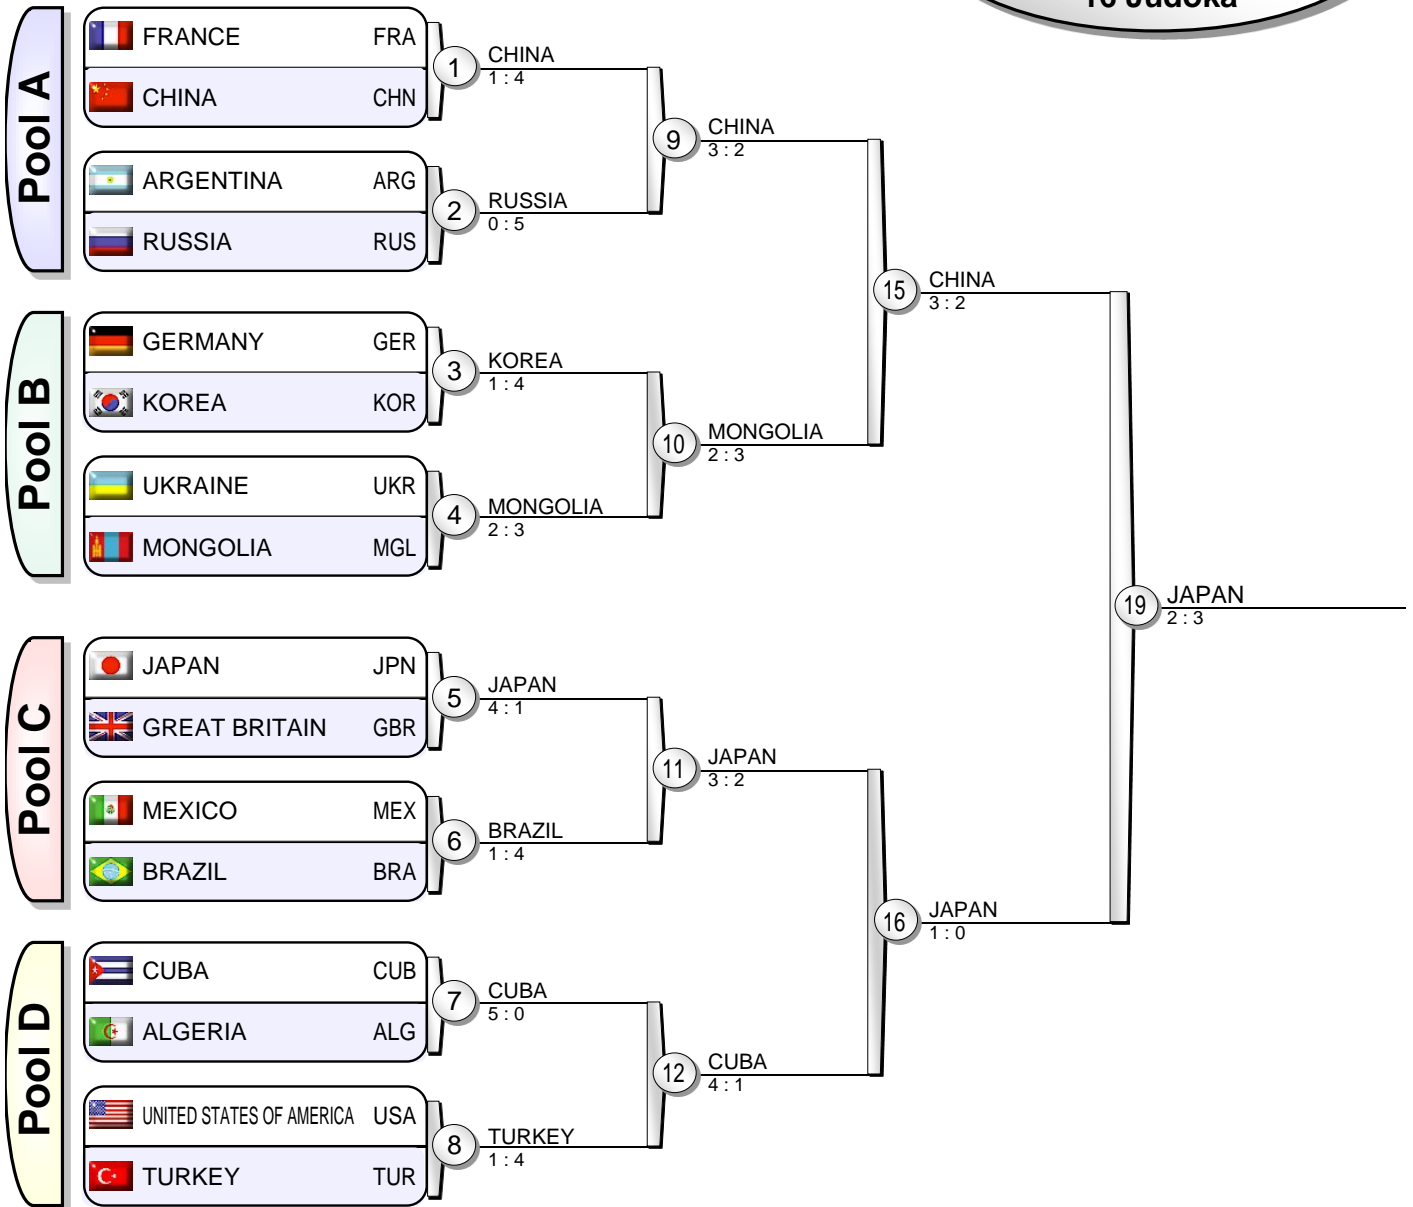 16 Judoka
Pool A
FRANCE FRA
CHINA CHN
ARGENTINA ARG
RUSSIA RUS
1
CHINA
1 : 4
2
RUSSIA
0 : 5
9
CHINA
3 : 2
Pool B
GERMANY GER
KOREA KOR
UKRAINE UKR
MONGOLIA MGL
3
KOREA
1 : 4
4
MONGOLIA
2 : 3
10
MONGOLIA
2 : 3
15
CHINA
3 : 2
Pool C
JAPAN JPN
GREAT BRITAIN GBR
MEXICO MEX
BRAZIL BRA
5
JAPAN
4 : 1
6
BRAZIL
1 : 4
11
JAPAN
3 : 2
Pool D
CUBA CUB
ALGERIA ALG
UNITED STATES OF AMERICA USA
TURKEY TUR
7
CUBA
5 : 0
8
TURKEY
1 : 4
12
CUBA
4 : 1
16
JAPAN
1 : 0
19
JAPAN
2 : 3